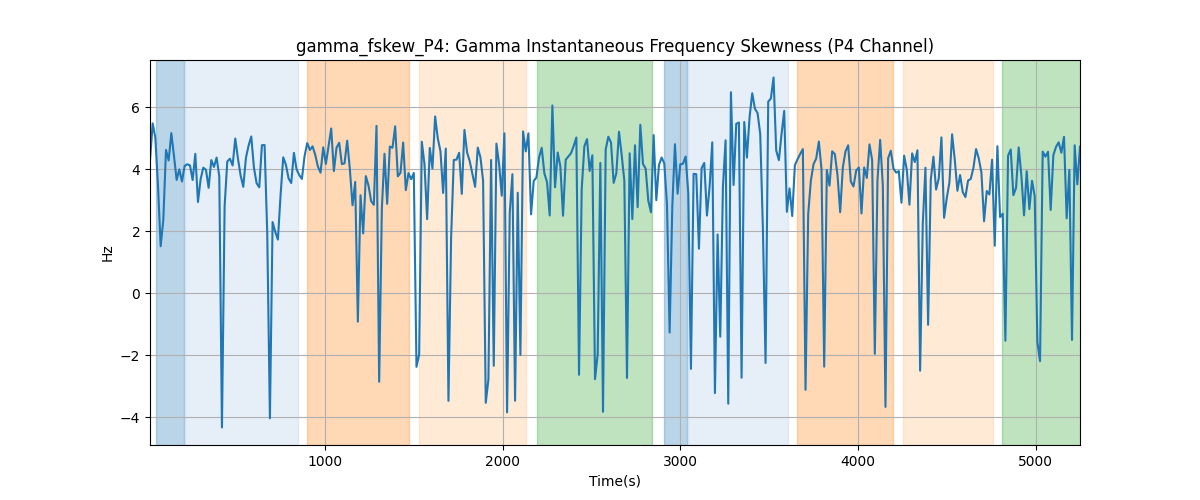 gamma_fskew_P4: Gamma Instantaneous Frequency Skewness (P4 Channel)
6
4
2
0
−2
−4
Hz
1000 2000 3000 4000 5000
Time(s)